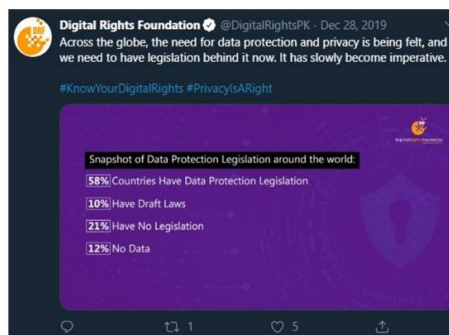 Digital Rights Foundation @DigitalRightsPK · Dec 28, 2019
Across the globe, the need for data protection and privacy is being felt, and
we need to have legislation behind it now. It has slowly become imperative.
#KnowYourDigitalRights #PrivacyIsARight
Snapshot of Data Protection Legislation around the world:
58% Countries Have Data Protection Legislation
10% Have Draft Laws
21% Have No Legislation
12% No Data
1 5